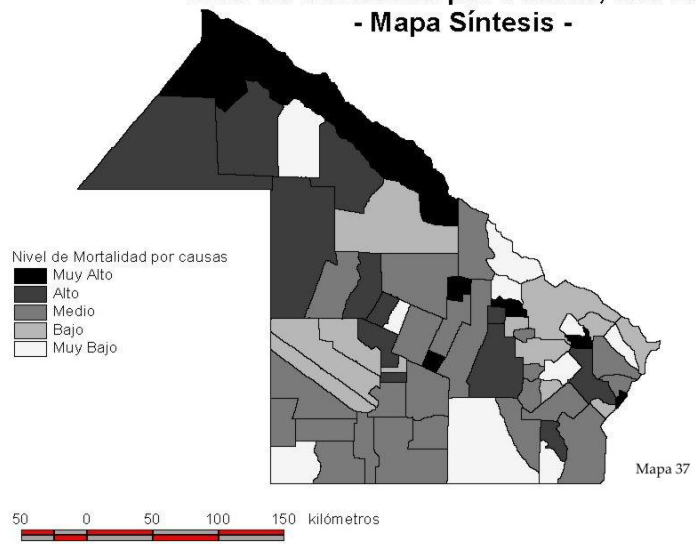 - Mapa Síntesis -
Nivel de Mortalidad por causas
Muy Alto
Alto
Medio
Bajo
Muy Bajo
Mapa 37
50 0 50 100 150 kilómetros